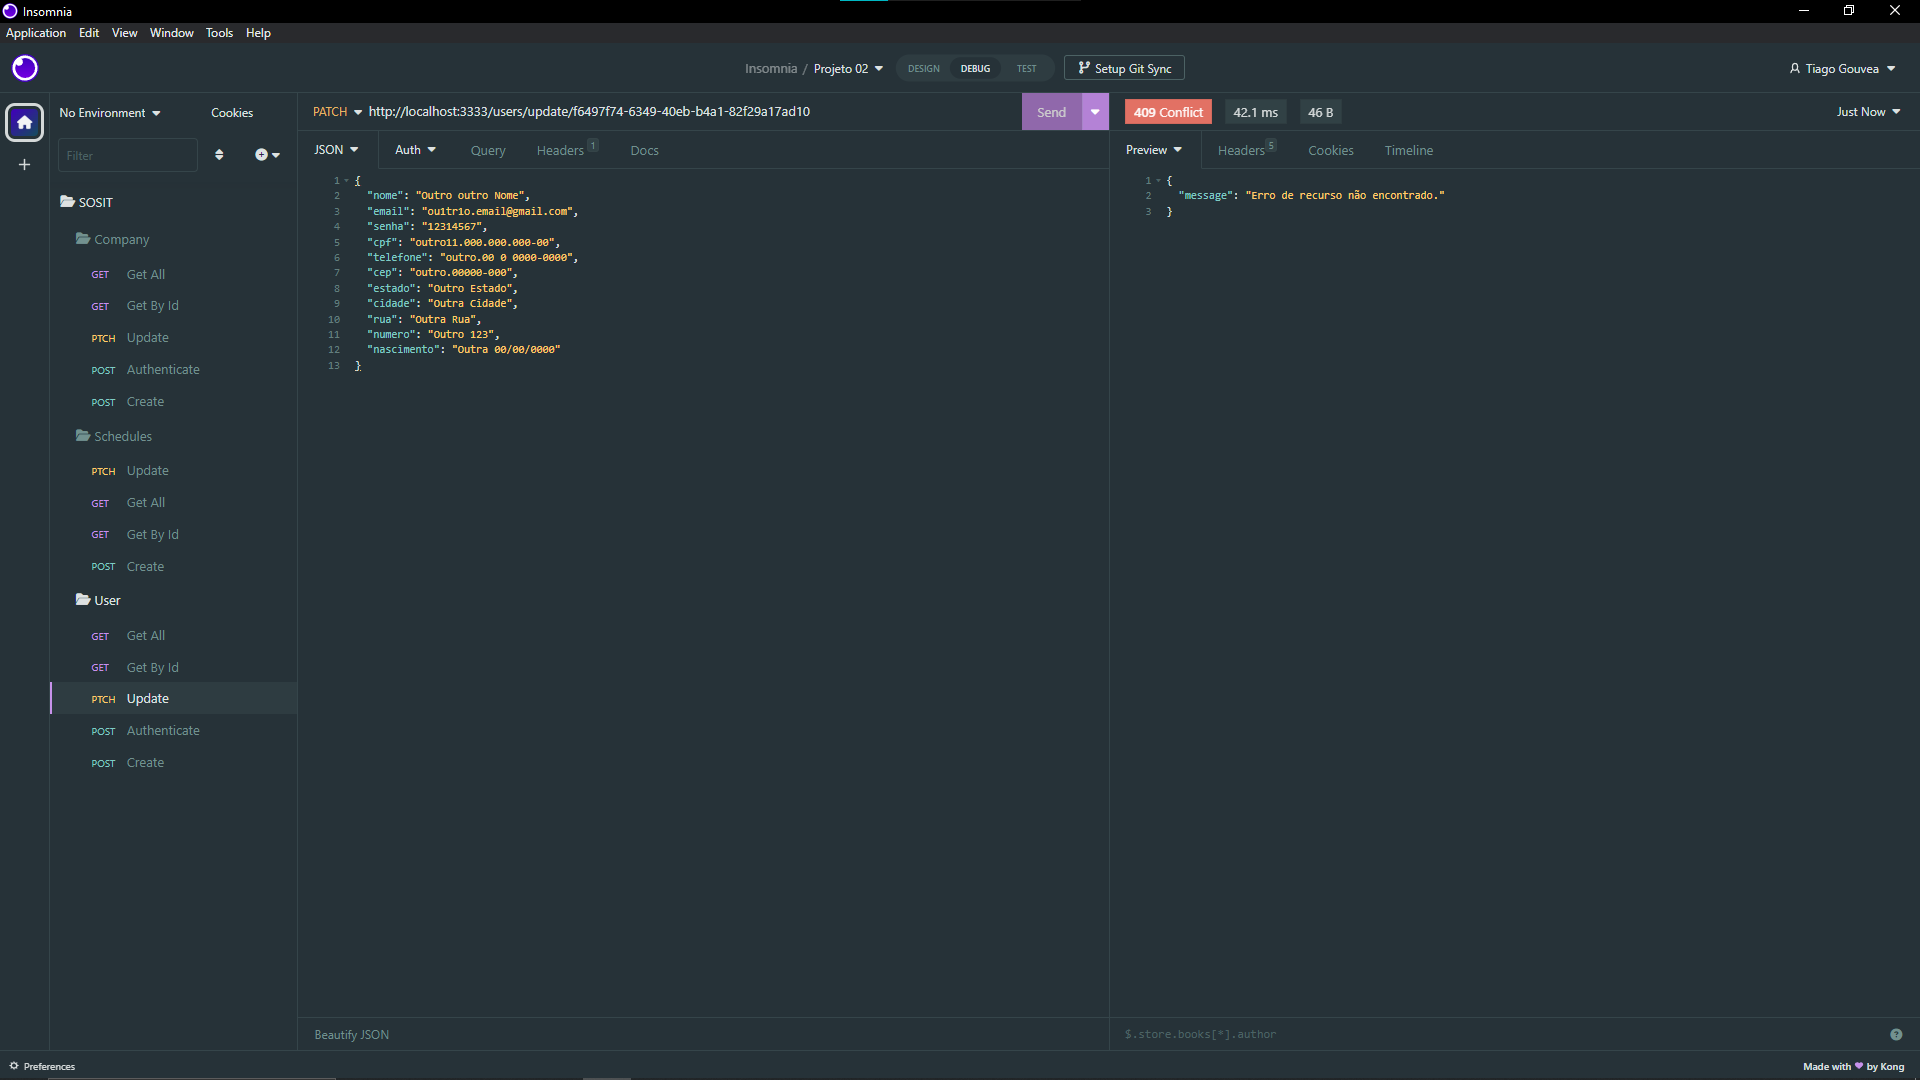 Insomnia
Application Edit View Window Tools Help
Insomnia / Projeto 02 DESIGN DEBUG TEST Setup Git Sync Tiago Gouvea
No Environment Cookies
Filter
SOSIT
Company
GET Get All
GET Get By Id
PTCH Update
POST Authenticate
POST Create
Schedules
PTCH Update
GET Get All
GET Get By Id
POST Create
User
GET Get All
GET Get By Id
PTCH Update
POST Authenticate
POST Create
PATCH http://localhost:3333/users/update/f6497f74-6349-40eb-b4a1-82f29a17ad10 Send
JSON Auth Query Headers 1 Docs
1 {
2 "nome": "Outro outro Nome",
3 "email": "ou1tr1o.email@gmail.com",
4 "senha": "12314567",
5 "cpf": "outro11.000.000.000-00",
6 "telefone": "outro.00 0 0000-0000",
7 "cep": "outro.00000-000",
8 "estado": "Outro Estado",
9 "cidade": "Outra Cidade",
10 "rua": "Outra Rua",
11 "numero": "Outro 123",
12 "nascimento": "Outra 00/00/0000"
13 }
Beautify JSON
409 Conflict 42.1 ms 46 B Just Now
Preview Headers 5 Cookies Timeline
1 {
2 "message": "Erro de recurso não encontrado."
3 }
$.store.books[*].author
Preferences
Made with ♥ by Kong